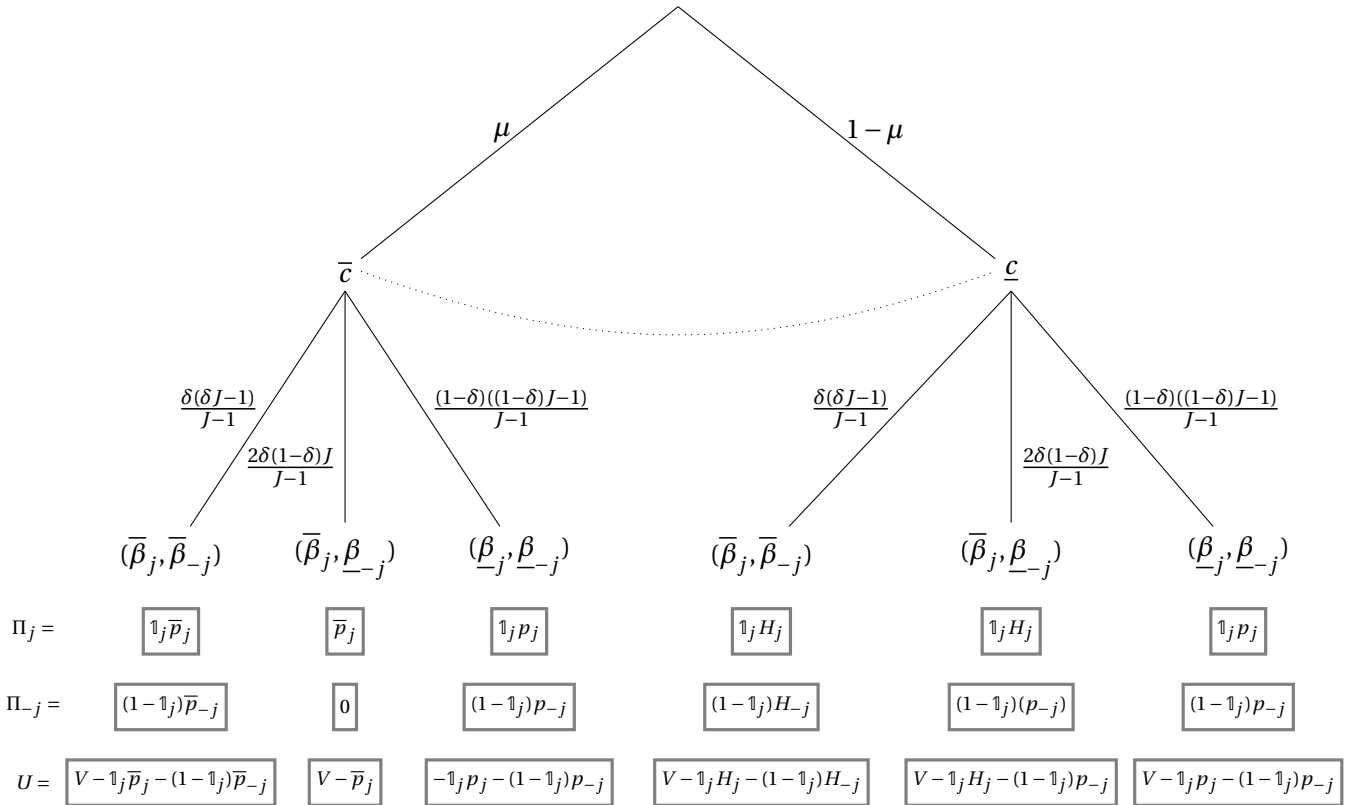 μ 1 − μ
c̅ c̲
δ(δJ−1)/J−1 (1−δ)((1−δ)J−1)/J−1 δ(δJ−1)/J−1 (1−δ)((1−δ)J−1)/J−1
2δ(1−δ)J/J−1 2δ(1−δ)J/J−1
(β̅_j, β̅_−j) (β̅_j, β̲_−j) (β̲_j, β̲_−j) (β̅_j, β̅_−j) (β̅_j, β̲_−j) (β̲_j, β̲_−j)
Π_j = 𝟙_j p̅_j p̅_j 𝟙_j p_j 𝟙_j H_j 𝟙_j H_j 𝟙_j p_j
Π_−j = (1−𝟙_j)p̅_−j 0 (1−𝟙_j)p_−j (1−𝟙_j)H_−j (1−𝟙_j)(p_−j) (1−𝟙_j)p_−j
U = V−𝟙_j p̅_j−(1−𝟙_j)p̅_−j V−p̅_j -𝟙_j p_j−(1−𝟙_j)p_−j V−𝟙_j H_j−(1−𝟙_j)H_−j V−𝟙_j H_j−(1−𝟙_j)p_−j V−𝟙_j p_j−(1−𝟙_j)p_−j